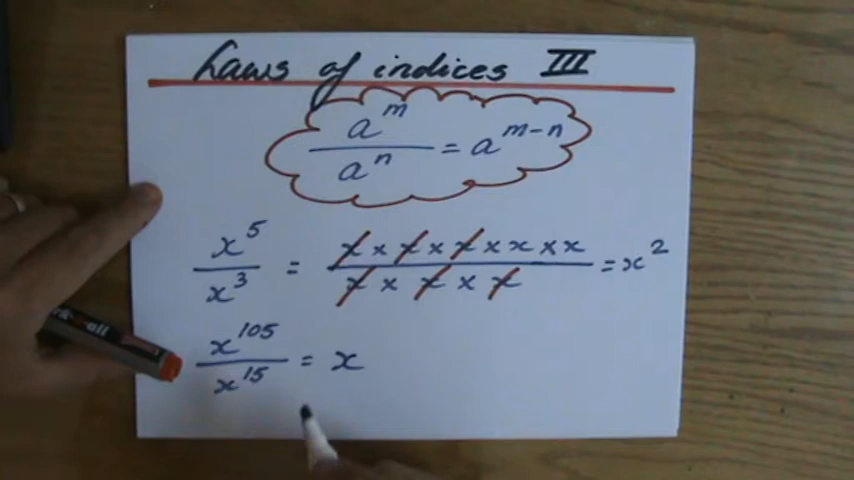 Laws of indices III
a^m / a^n = a^(m-n)
x^5 / x^3 = x × x × x × x × x / x × x × x = x^2
x^105 / x^15 = x